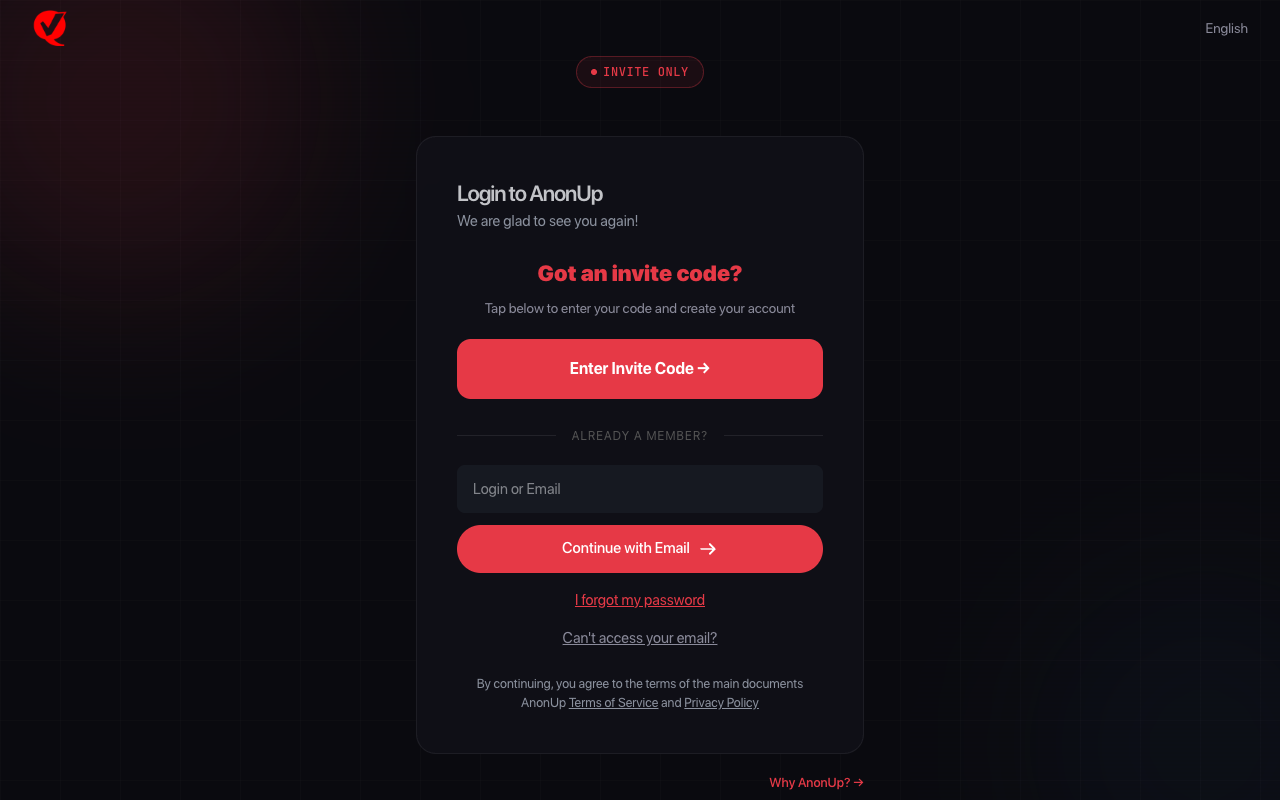 English
INVITE ONLY
Login to AnonUp
We are glad to see you again!
Got an invite code?
Tap below to enter your code and create your account
Enter Invite Code →
ALREADY A MEMBER?
Login or Email
Continue with Email →
I forgot my password
Can't access your email?
By continuing, you agree to the terms of the main documents
AnonUp Terms of Service and Privacy Policy
Why AnonUp? →